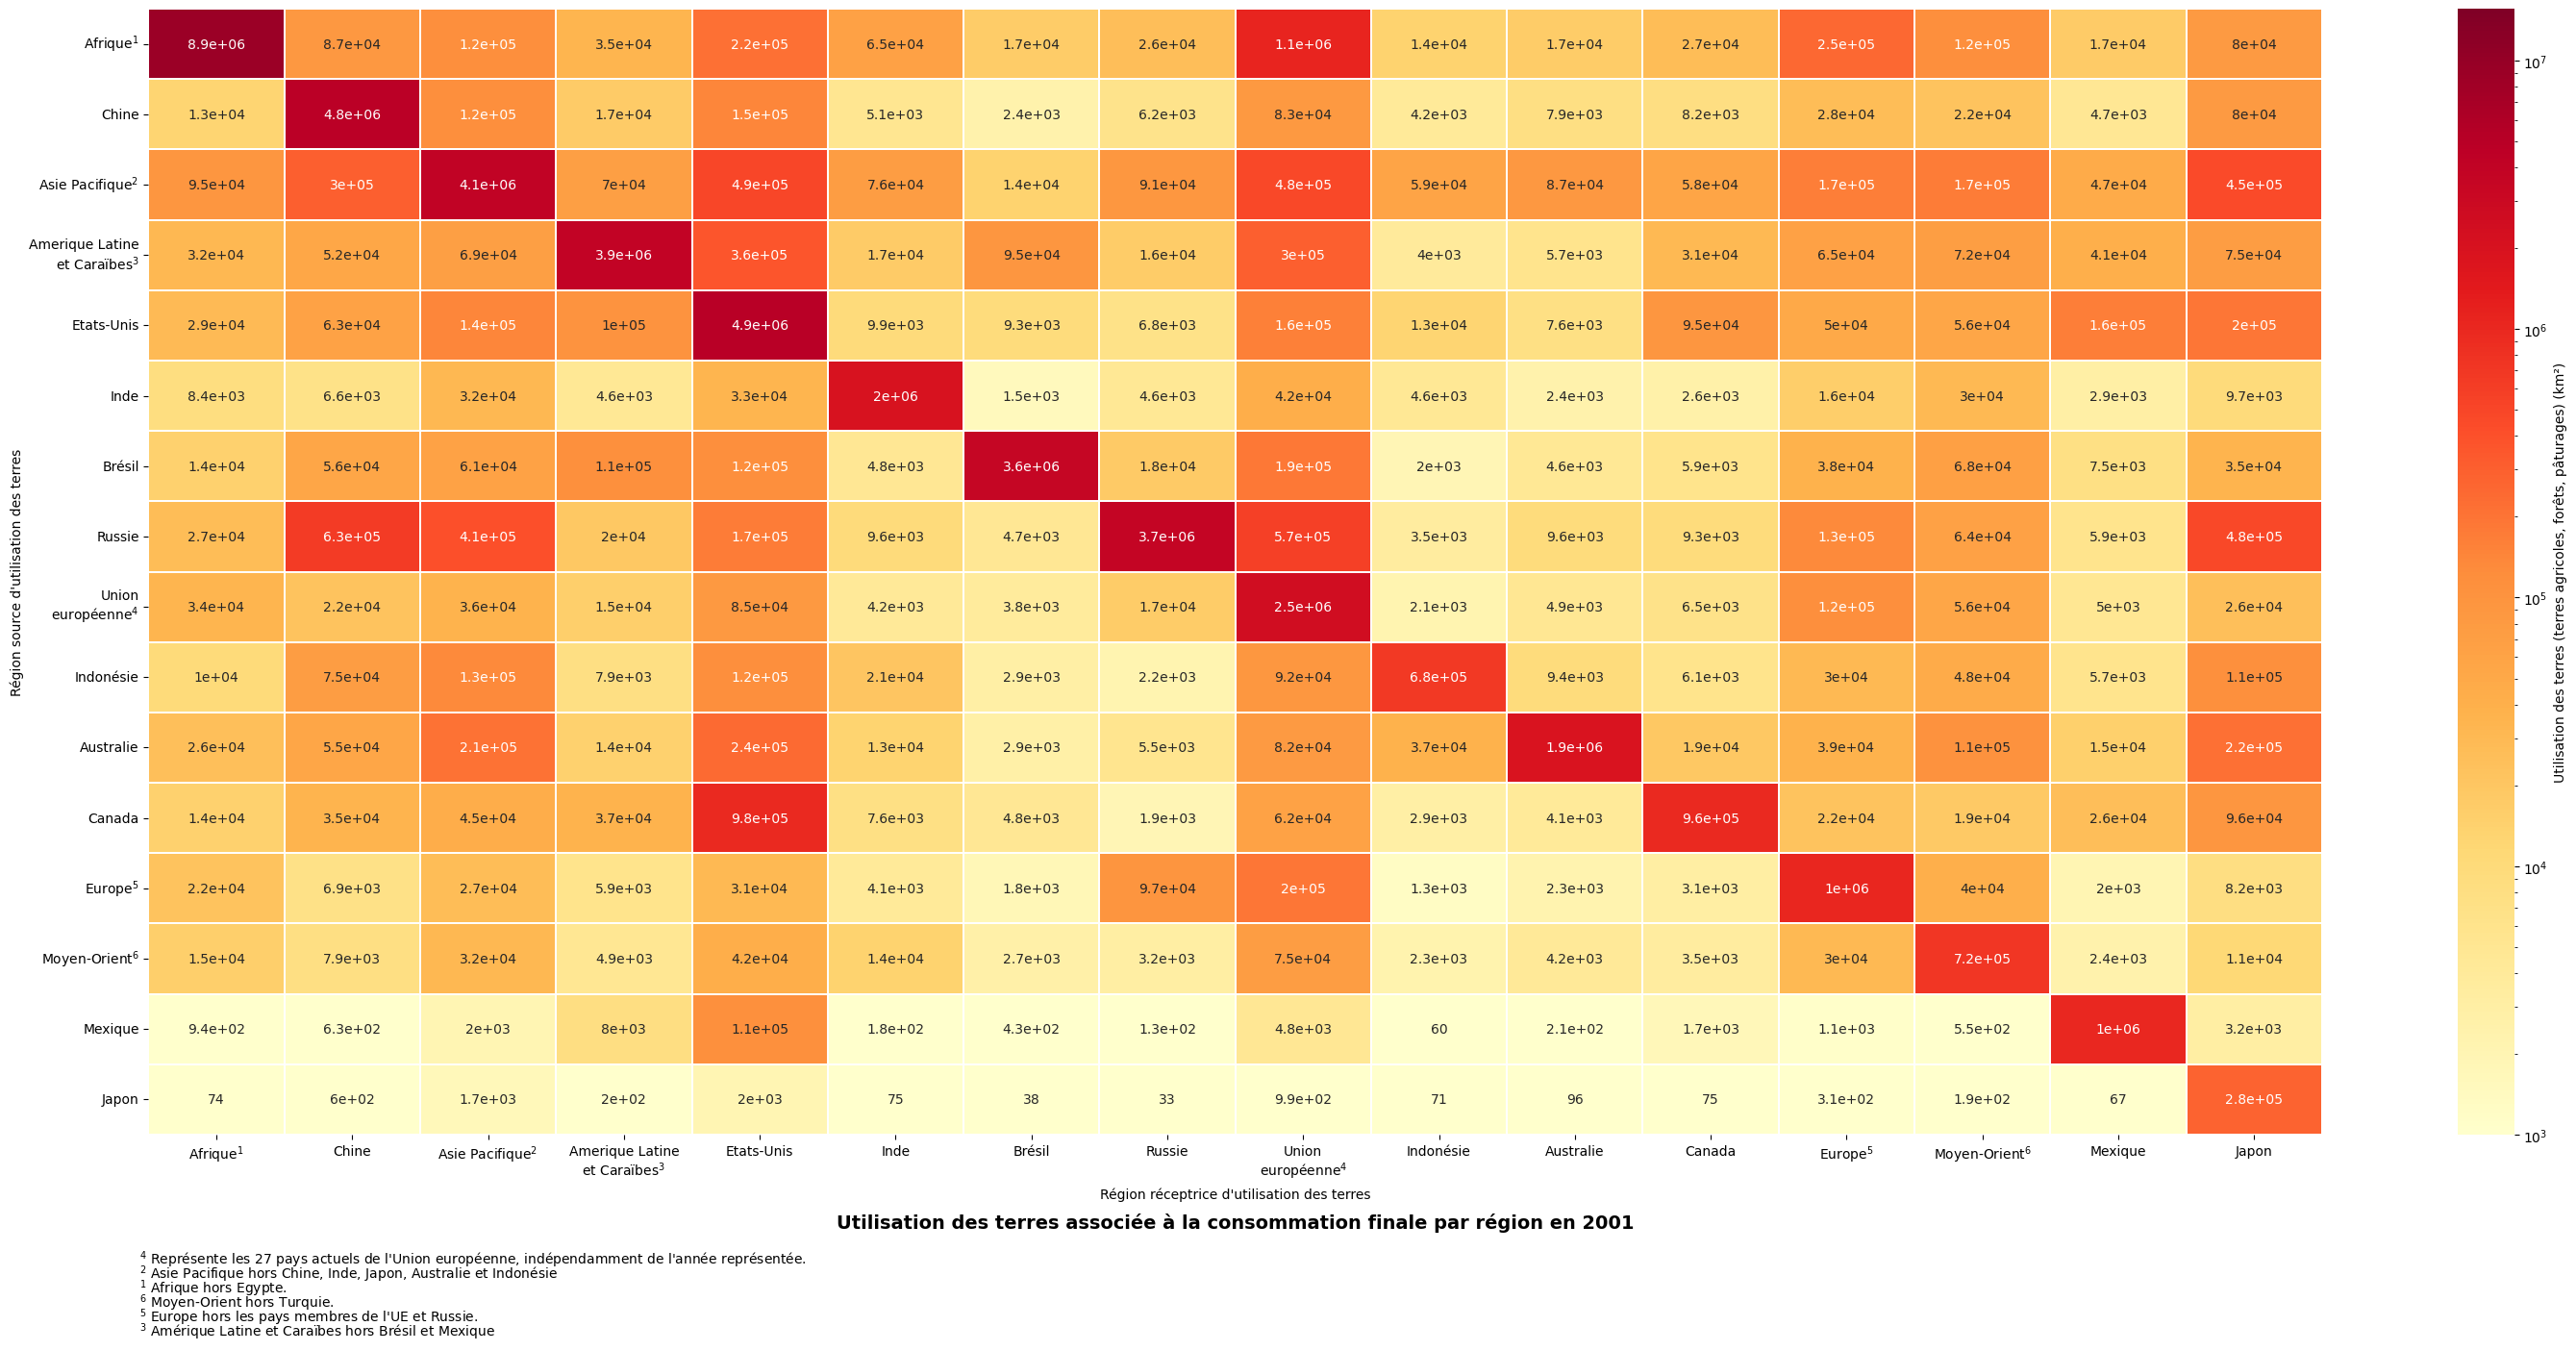 Afrique¹ 8.9e+06 8.7e+04 1.2e+05 3.5e+04 2.2e+05 6.5e+04 1.7e+04 2.6e+04 1.1e+06 1.4e+04 1.7e+04 2.7e+04 2.5e+05 1.2e+05 1.7e+04 8e+04
Chine 1.3e+04 4.8e+06 1.2e+05 1.7e+04 1.5e+05 5.1e+03 2.4e+03 6.2e+03 8.3e+04 4.2e+03 7.9e+03 8.2e+03 2.8e+04 2.2e+04 4.7e+03 8e+04
Asie Pacifique² 9.5e+04 3e+05 4.1e+06 7e+04 4.9e+05 7.6e+04 1.4e+04 9.1e+04 4.8e+05 5.9e+04 8.7e+04 5.8e+04 1.7e+05 1.7e+05 4.7e+04 4.5e+05
Amerique Latine
et Caraïbes³ 3.2e+04 5.2e+04 6.9e+04 3.9e+06 3.6e+05 1.7e+04 9.5e+04 1.6e+04 3e+05 4e+03 5.7e+03 3.1e+04 6.5e+04 7.2e+04 4.1e+04 7.5e+04
Etats-Unis 2.9e+04 6.3e+04 1.4e+05 1e+05 4.9e+06 9.9e+03 9.3e+03 6.8e+03 1.6e+05 1.3e+04 7.6e+03 9.5e+04 5e+04 5.6e+04 1.6e+05 2e+05
Inde 8.4e+03 6.6e+03 3.2e+04 4.6e+03 3.3e+04 2e+06 1.5e+03 4.6e+03 4.2e+04 4.6e+03 2.4e+03 2.6e+03 1.6e+04 3e+04 2.9e+03 9.7e+03
Brésil 1.4e+04 5.6e+04 6.1e+04 1.1e+05 1.2e+05 4.8e+03 3.6e+06 1.8e+04 1.9e+05 2e+03 4.6e+03 5.9e+03 3.8e+04 6.8e+04 7.5e+03 3.5e+04
Russie 2.7e+04 6.3e+05 4.1e+05 2e+04 1.7e+05 9.6e+03 4.7e+03 3.7e+06 5.7e+05 3.5e+03 9.6e+03 9.3e+03 1.3e+05 6.4e+04 5.9e+03 4.8e+05
Union
européenne⁴ 3.4e+04 2.2e+04 3.6e+04 1.5e+04 8.5e+04 4.2e+03 3.8e+03 1.7e+04 2.5e+06 2.1e+03 4.9e+03 6.5e+03 1.2e+05 5.6e+04 5e+03 2.6e+04
Indonésie 1e+04 7.5e+04 1.3e+05 7.9e+03 1.2e+05 2.1e+04 2.9e+03 2.2e+03 9.2e+04 6.8e+05 9.4e+03 6.1e+03 3e+04 4.8e+04 5.7e+03 1.1e+05
Australie 2.6e+04 5.5e+04 2.1e+05 1.4e+04 2.4e+05 1.3e+04 2.9e+03 5.5e+03 8.2e+04 3.7e+04 1.9e+06 1.9e+04 3.9e+04 1.1e+05 1.5e+04 2.2e+05
Canada 1.4e+04 3.5e+04 4.5e+04 3.7e+04 9.8e+05 7.6e+03 4.8e+03 1.9e+03 6.2e+04 2.9e+03 4.1e+03 9.6e+05 2.2e+04 1.9e+04 2.6e+04 9.6e+04
Europe⁵ 2.2e+04 6.9e+03 2.7e+04 5.9e+03 3.1e+04 4.1e+03 1.8e+03 9.7e+04 2e+05 1.3e+03 2.3e+03 3.1e+03 1e+06 4e+04 2e+03 8.2e+03
Moyen-Orient⁶ 1.5e+04 7.9e+03 3.2e+04 4.9e+03 4.2e+04 1.4e+04 2.7e+03 3.2e+03 7.5e+04 2.3e+03 4.2e+03 3.5e+03 3e+04 7.2e+05 2.4e+03 1.1e+04
Mexique 9.4e+02 6.3e+02 2e+03 8e+03 1.1e+05 1.8e+02 4.3e+02 1.3e+02 4.8e+03 60 2.1e+02 1.7e+03 1.1e+03 5.5e+02 1e+06 3.2e+03
Japon 74 6e+02 1.7e+03 2e+02 2e+03 75 38 33 9.9e+02 71 96 75 3.1e+02 1.9e+02 67 2.8e+05
Afrique¹ Chine Asie Pacifique² Amerique Latine Etats-Unis Inde Brésil Russie Union Indonésie Australie Canada Europe⁵ Moyen-Orient⁶ Mexique Japon
et Caraïbes³ européenne⁴
Région source d'utilisation des terres
Région réceptrice d'utilisation des terres
10⁷
10⁶
10⁵
10⁴
10³
Utilisation des terres (terres agricoles, forêts, pâturages) (km²)
Utilisation des terres associée à la consommation finale par région en 2001
⁴ Représente les 27 pays actuels de l'Union européenne, indépendamment de l'année représentée.
² Asie Pacifique hors Chine, Inde, Japon, Australie et Indonésie
¹ Afrique hors Egypte.
⁶ Moyen-Orient hors Turquie.
⁵ Europe hors les pays membres de l'UE et Russie.
³ Amérique Latine et Caraïbes hors Brésil et Mexique